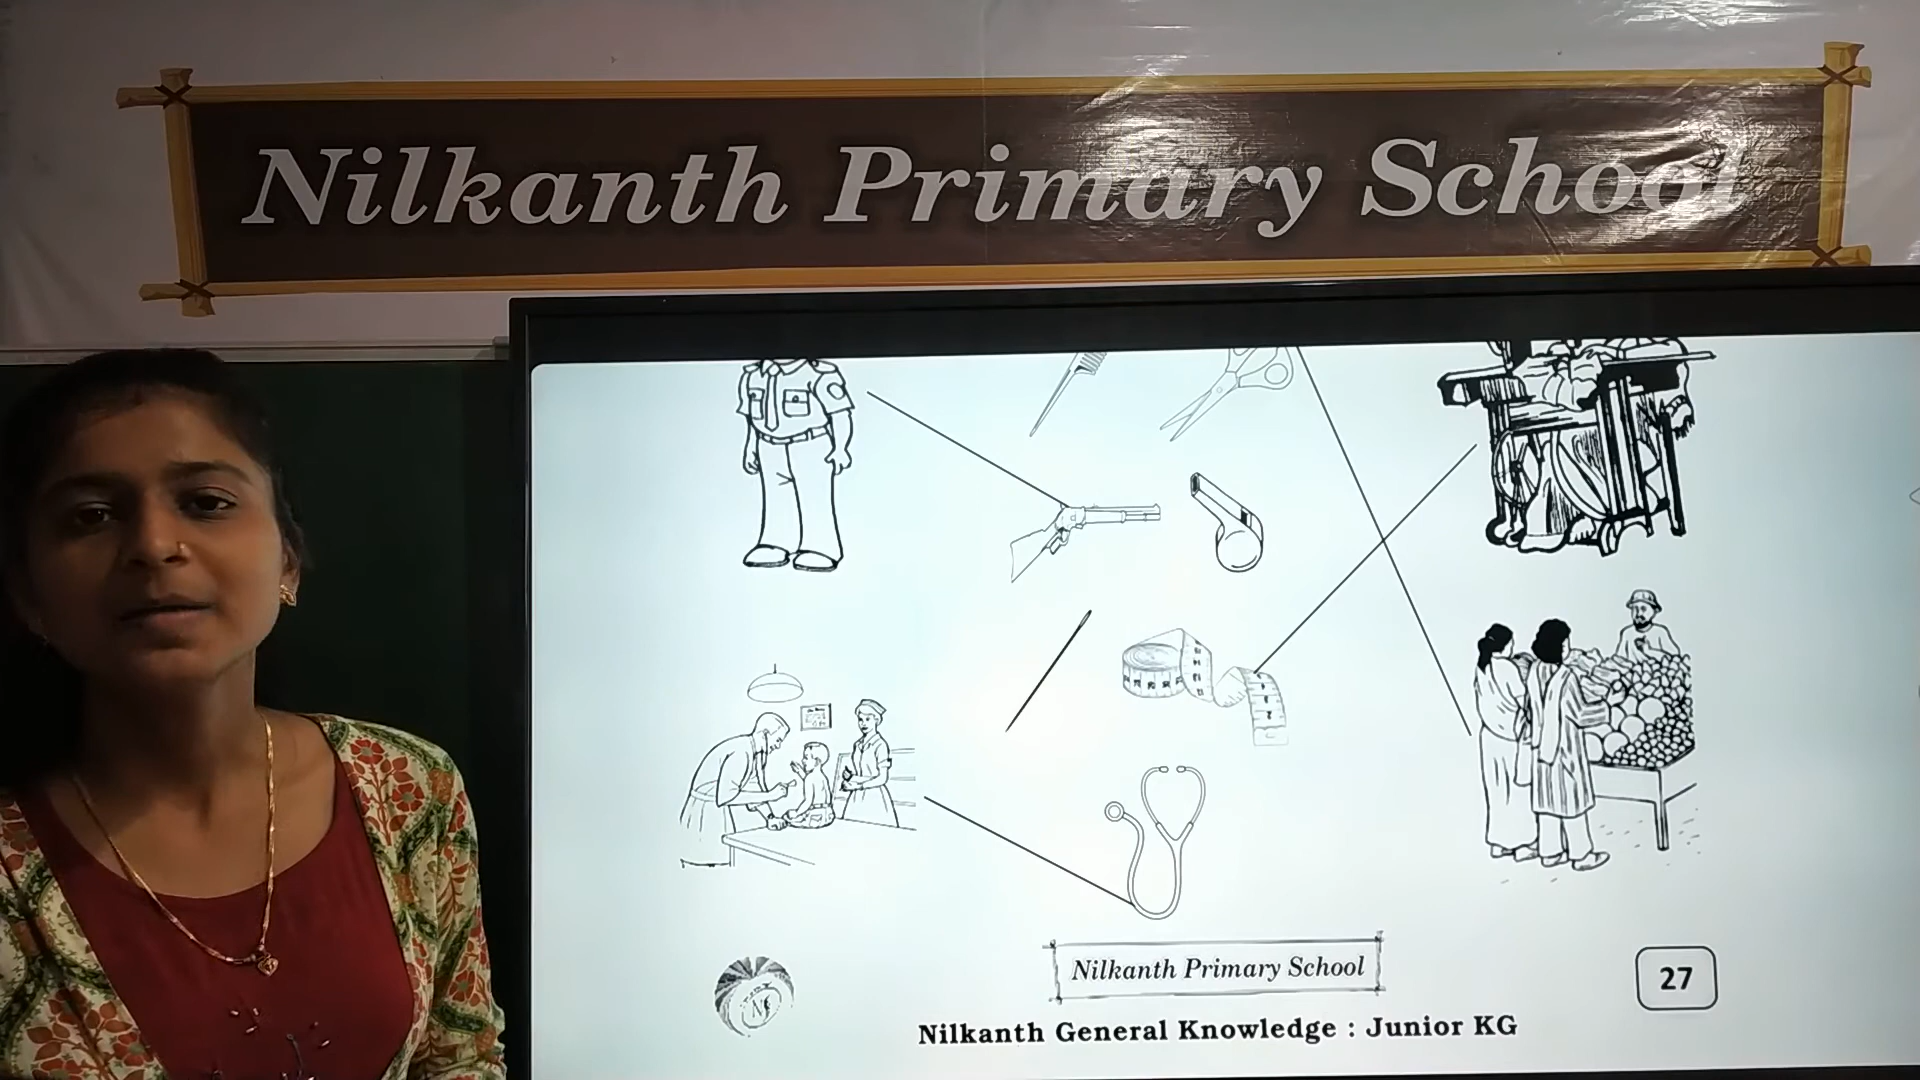 Nilkanth Primary School
Nilkanth Primary School
27
Nilkanth General Knowledge : Junior KG